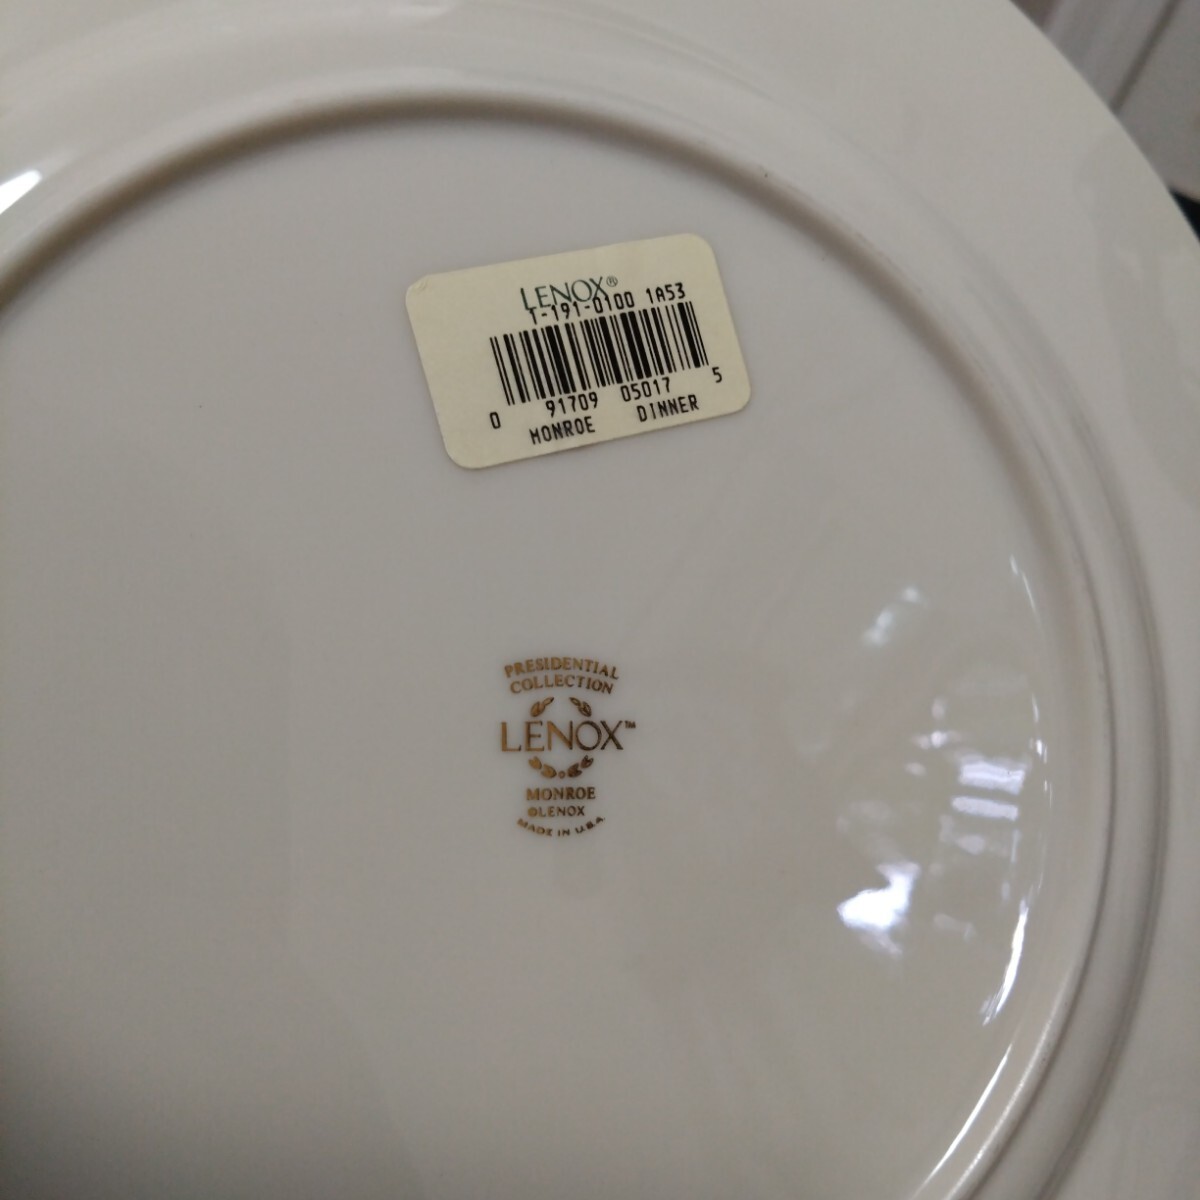 LENOX®
1-191-0100 1A53
0 91709 05017 5
MONROE DINNER
PRESIDENTIAL
COLLECTION
LENOX™
MONROE
©LENOX
MADE IN U.S.A.